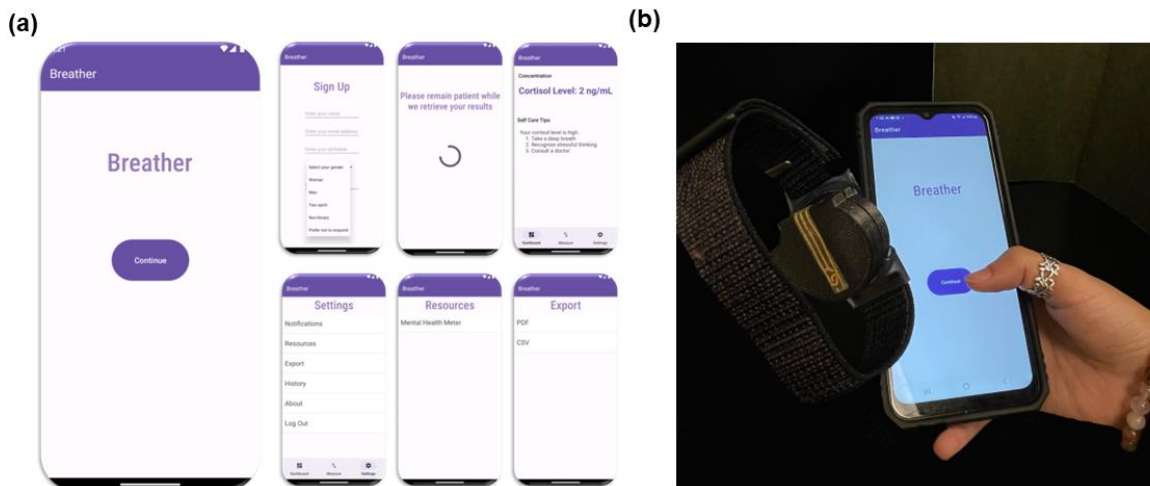 (a)
Breather
Breather
Continue
Breather
Sign Up
Enter your name
Enter your email address
Enter your birthdate
Select your gender
Woman
Man
Two-spirit
Non-binary
Prefer not to respond
Breather
Please remain patient while
we retrieve your results
Breather
Concentration
Cortisol Level: 2 ng/mL
Self Care Tips
Your cortisol level is high.
1. Take a deep breath
2. Recognize stressful thinking
3. Consult a doctor
Dashboard
Measure
Settings
Breather
Settings
Notifications
Resources
Export
History
About
Log Out
Dashboard
Measure
Settings
Breather
Resources
Mental Health Meter
Breather
Export
PDF
CSV
(b)
Breather
Breather
Continue